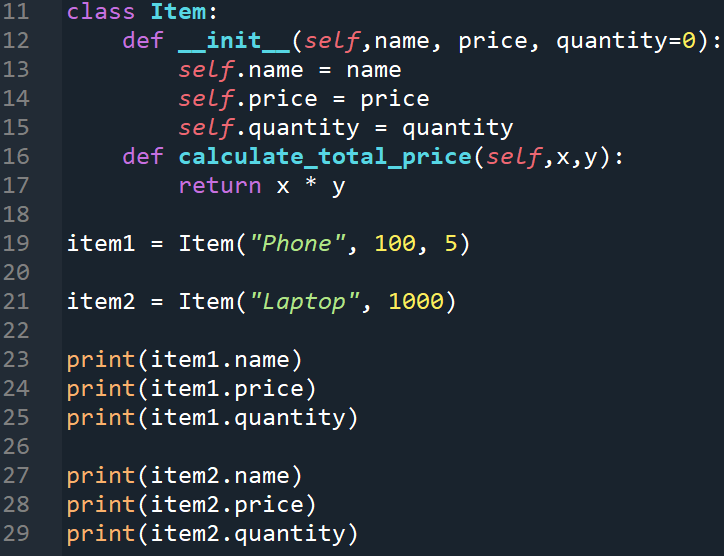 11 class Item:
12     def __init__(self,name, price, quantity=0):
13         self.name = name
14         self.price = price
15         self.quantity = quantity
16     def calculate_total_price(self,x,y):
17         return x * y
18
19 item1 = Item("Phone", 100, 5)
20
21 item2 = Item("Laptop", 1000)
22
23 print(item1.name)
24 print(item1.price)
25 print(item1.quantity)
26
27 print(item2.name)
28 print(item2.price)
29 print(item2.quantity)